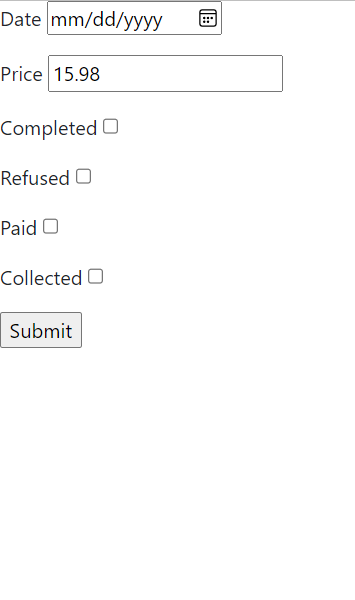 Date mm/dd/yyyy
Price 15.98
Completed
Refused
Paid
Collected
Submit